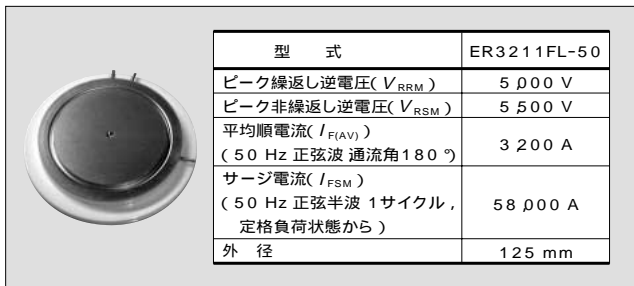 型 式 ER3211FL-50
ピーク繰返し逆電圧(VRRM) 5,000 V
ピーク非繰返し逆電圧(VRSM) 5,500 V
平均順電流(IF(AV))
(50 Hz 正弦波 通流角180 °) 3,200 A
サージ電流(IFSM)
(50 Hz 正弦半波 1サイクル,
定格負荷状態から) 58,000 A
外 径 125 mm